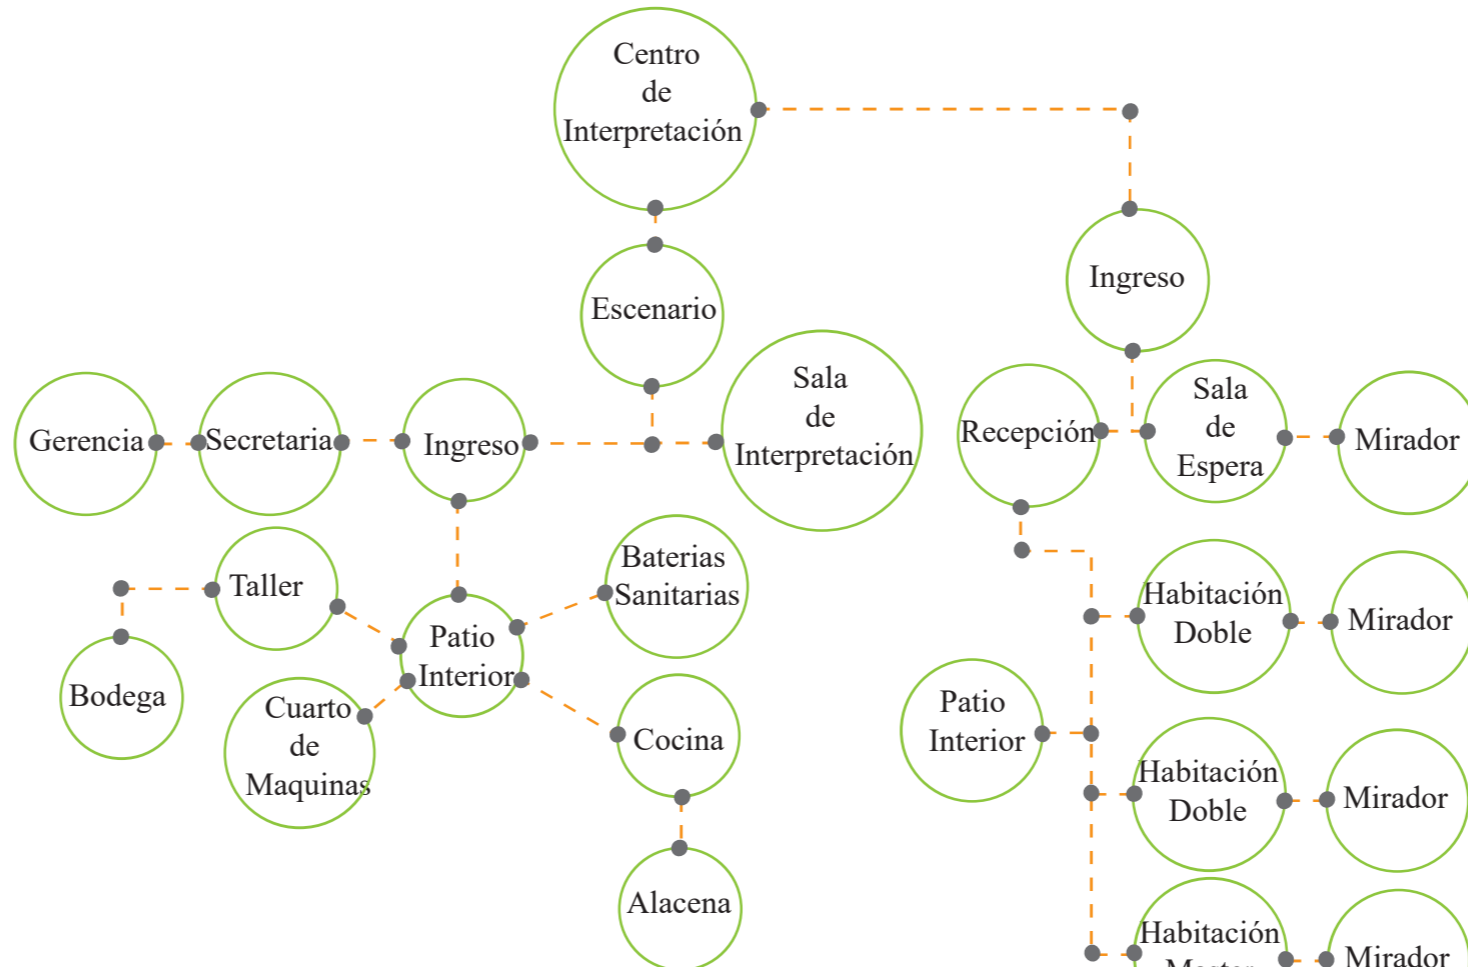 Centro
de
Interpretación
Ingreso
Escenario
Sala
de
Interpretación
Gerencia
Secretaria
Ingreso
Recepción
Sala
de
Espera
Mirador
Taller
Baterias
Sanitarias
Patio
Interior
Bodega
Cuarto
de
Maquinas
Cocina
Alacena
Habitación
Doble
Mirador
Patio
Interior
Habitación
Doble
Mirador
Habitación
Master
Mirador